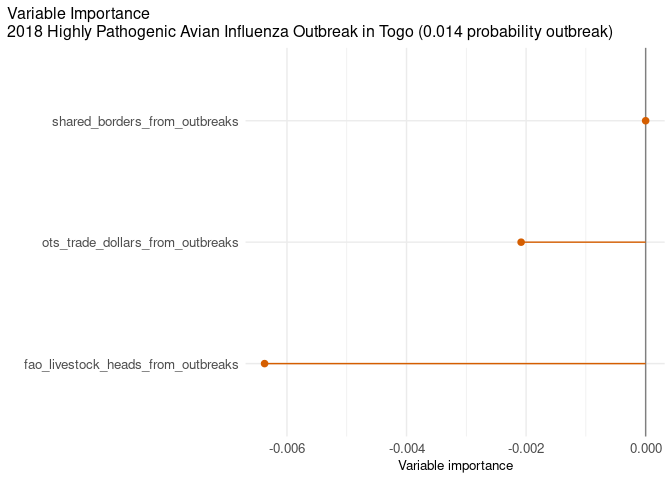 Variable Importance
2018 Highly Pathogenic Avian Influenza Outbreak in Togo (0.014 probability outbreak)
shared_borders_from_outbreaks
ots_trade_dollars_from_outbreaks
fao_livestock_heads_from_outbreaks
-0.006 -0.004 -0.002 0.000
Variable importance